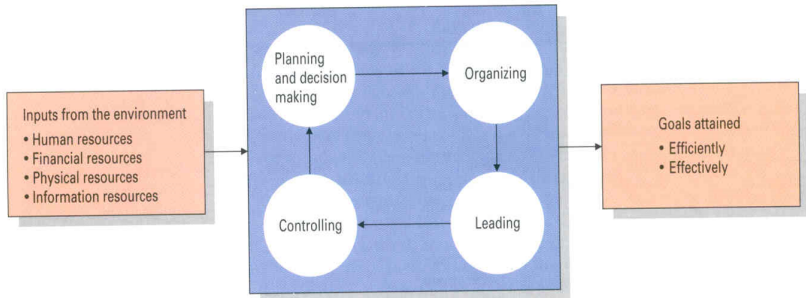 Inputs from the environment
• Human resources
• Financial resources
• Physical resources
• Information resources
Planning
and decision
making
Organizing
Controlling
Leading
Goals attained
• Efficiently
• Effectively